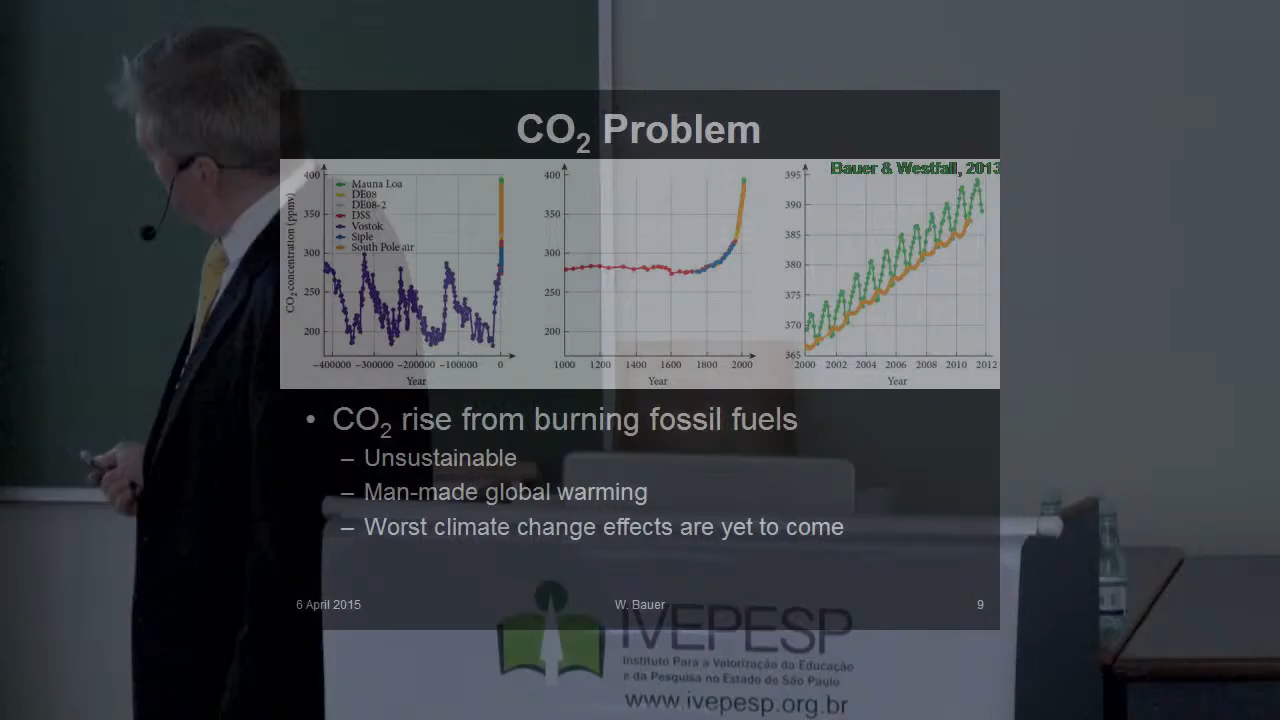 CO2 Problem
Bauer & Westfall, 2013
CO2 concentration (ppmv)
400
350
300
250
200
Mauna Loa
DE08
DE08-2
DSS
Vostok
Siple
South Pole air
−400000 −300000 −200000 −100000 0
Year
400
350
300
250
200
1000 1200 1400 1600 1800 2000
Year
395
390
385
380
375
370
365
2000 2002 2004 2006 2008 2010 2012
Year
• CO2 rise from burning fossil fuels
– Unsustainable
– Man-made global warming
– Worst climate change effects are yet to come
6 April 2015 W. Bauer 9
IVEPESP
Instituto Para a Valorização da Educação
e da Pesquisa no Estado de São Paulo
www.ivepesp.org.br